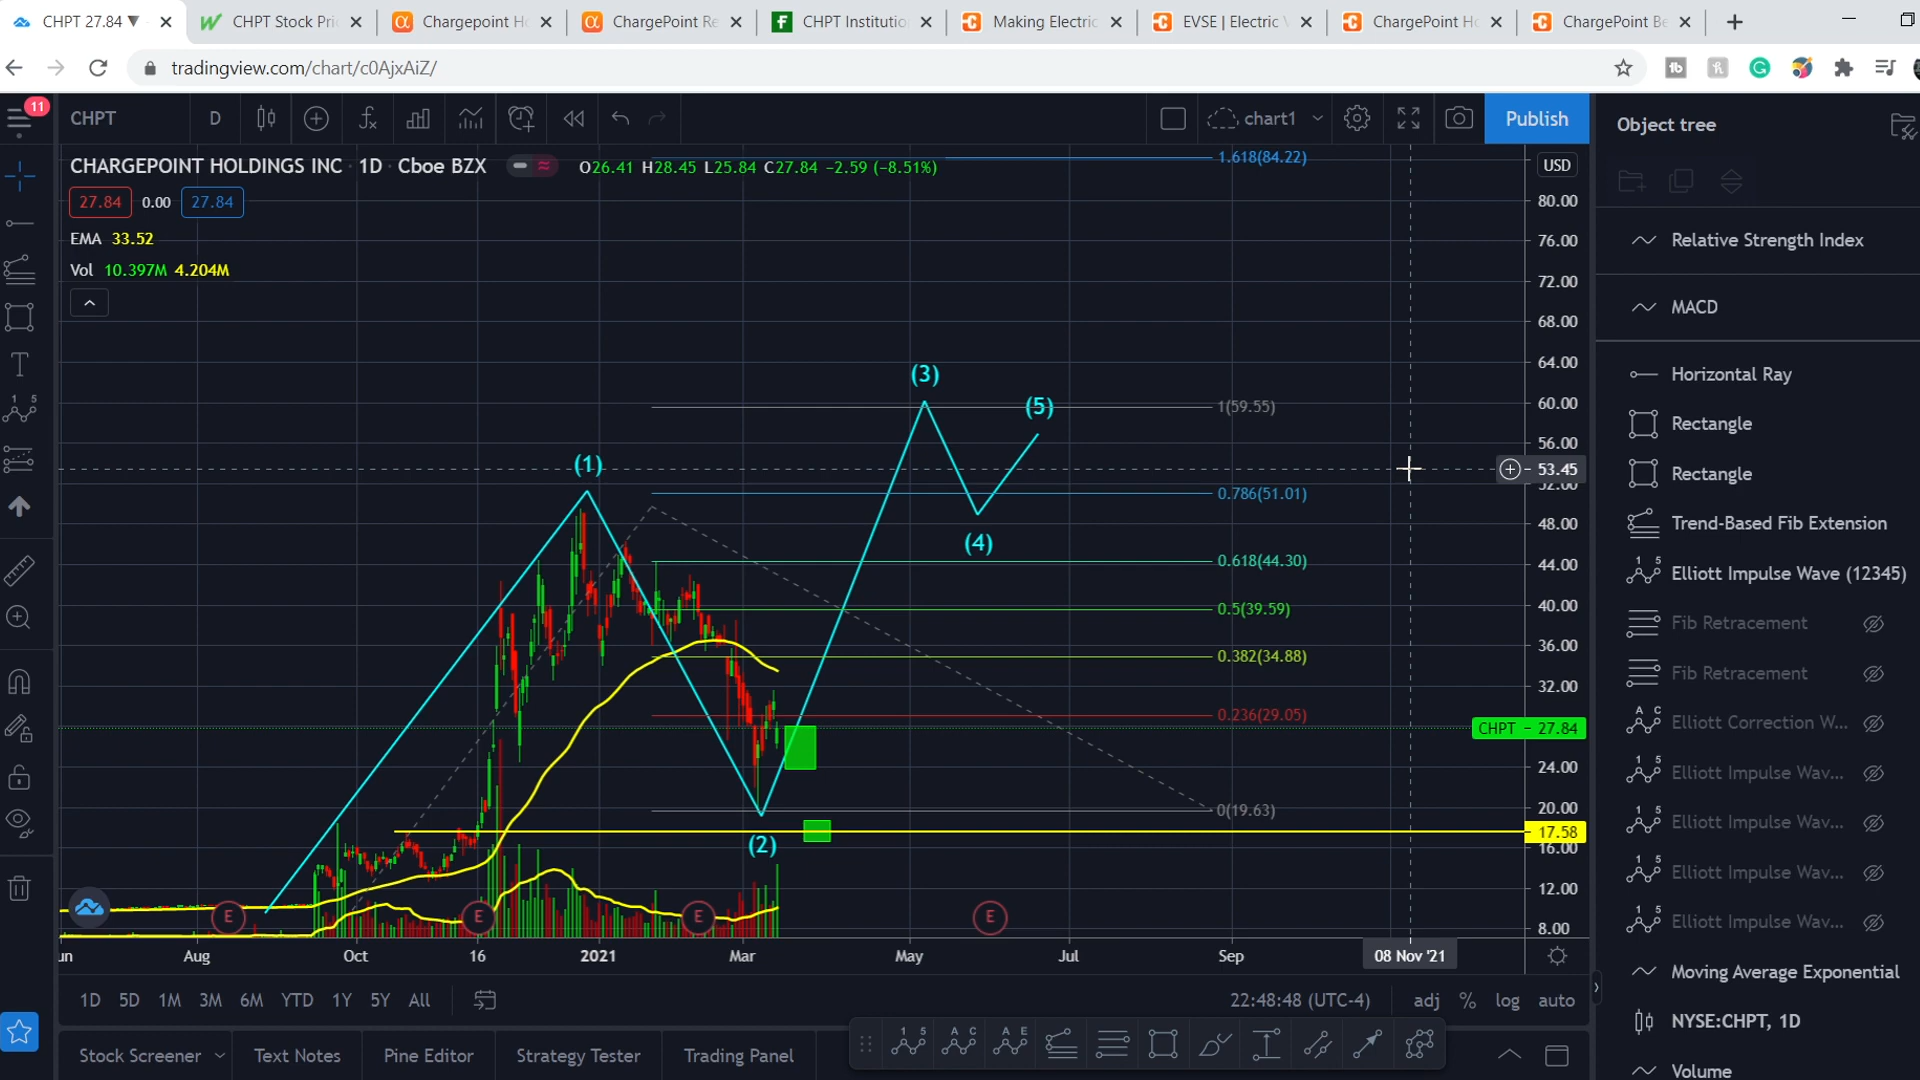 CHPT 27.84 ▼
CHPT Stock Pri
Chargepoint H
ChargePoint Re
CHPT Institutio
Making Electric
EVSE | Electric V
ChargePoint Ho
ChargePoint Be
tradingview.com/chart/c0AjxAiZ/
11
CHPT
D
chart1
Publish
Object tree
CHARGEPOINT HOLDINGS INC · 1D · Cboe BZX
O26.41 H28.45 L25.84 C27.84 -2.59 (-8.51%)
1.618(84.22)
USD
27.84
0.00
27.84
EMA 33.52
Vol 10.397M 4.204M
80.00
76.00
72.00
68.00
64.00
60.00
56.00
53.45
52.00
48.00
44.00
40.00
36.00
32.00
CHPT - 27.84
24.00
20.00
17.58
16.00
12.00
8.00
(1)
(2)
(3)
(4)
(5)
1(59.55)
0.786(51.01)
0.618(44.30)
0.5(39.59)
0.382(34.88)
0.236(29.05)
0(19.63)
E
E
E
E
un
Aug
Oct
16
2021
Mar
May
Jul
Sep
08 Nov '21
Relative Strength Index
MACD
Horizontal Ray
Rectangle
Rectangle
Trend-Based Fib Extension
Elliott Impulse Wave (12345)
Fib Retracement
Fib Retracement
Elliott Correction W...
Elliott Impulse Wav...
Elliott Impulse Wav...
Elliott Impulse Wav...
Elliott Impulse Wav...
Moving Average Exponential
NYSE:CHPT, 1D
Volume
1D 5D 1M 3M 6M YTD 1Y 5Y All
22:48:48 (UTC-4)
adj % log auto
Stock Screener
Text Notes
Pine Editor
Strategy Tester
Trading Panel